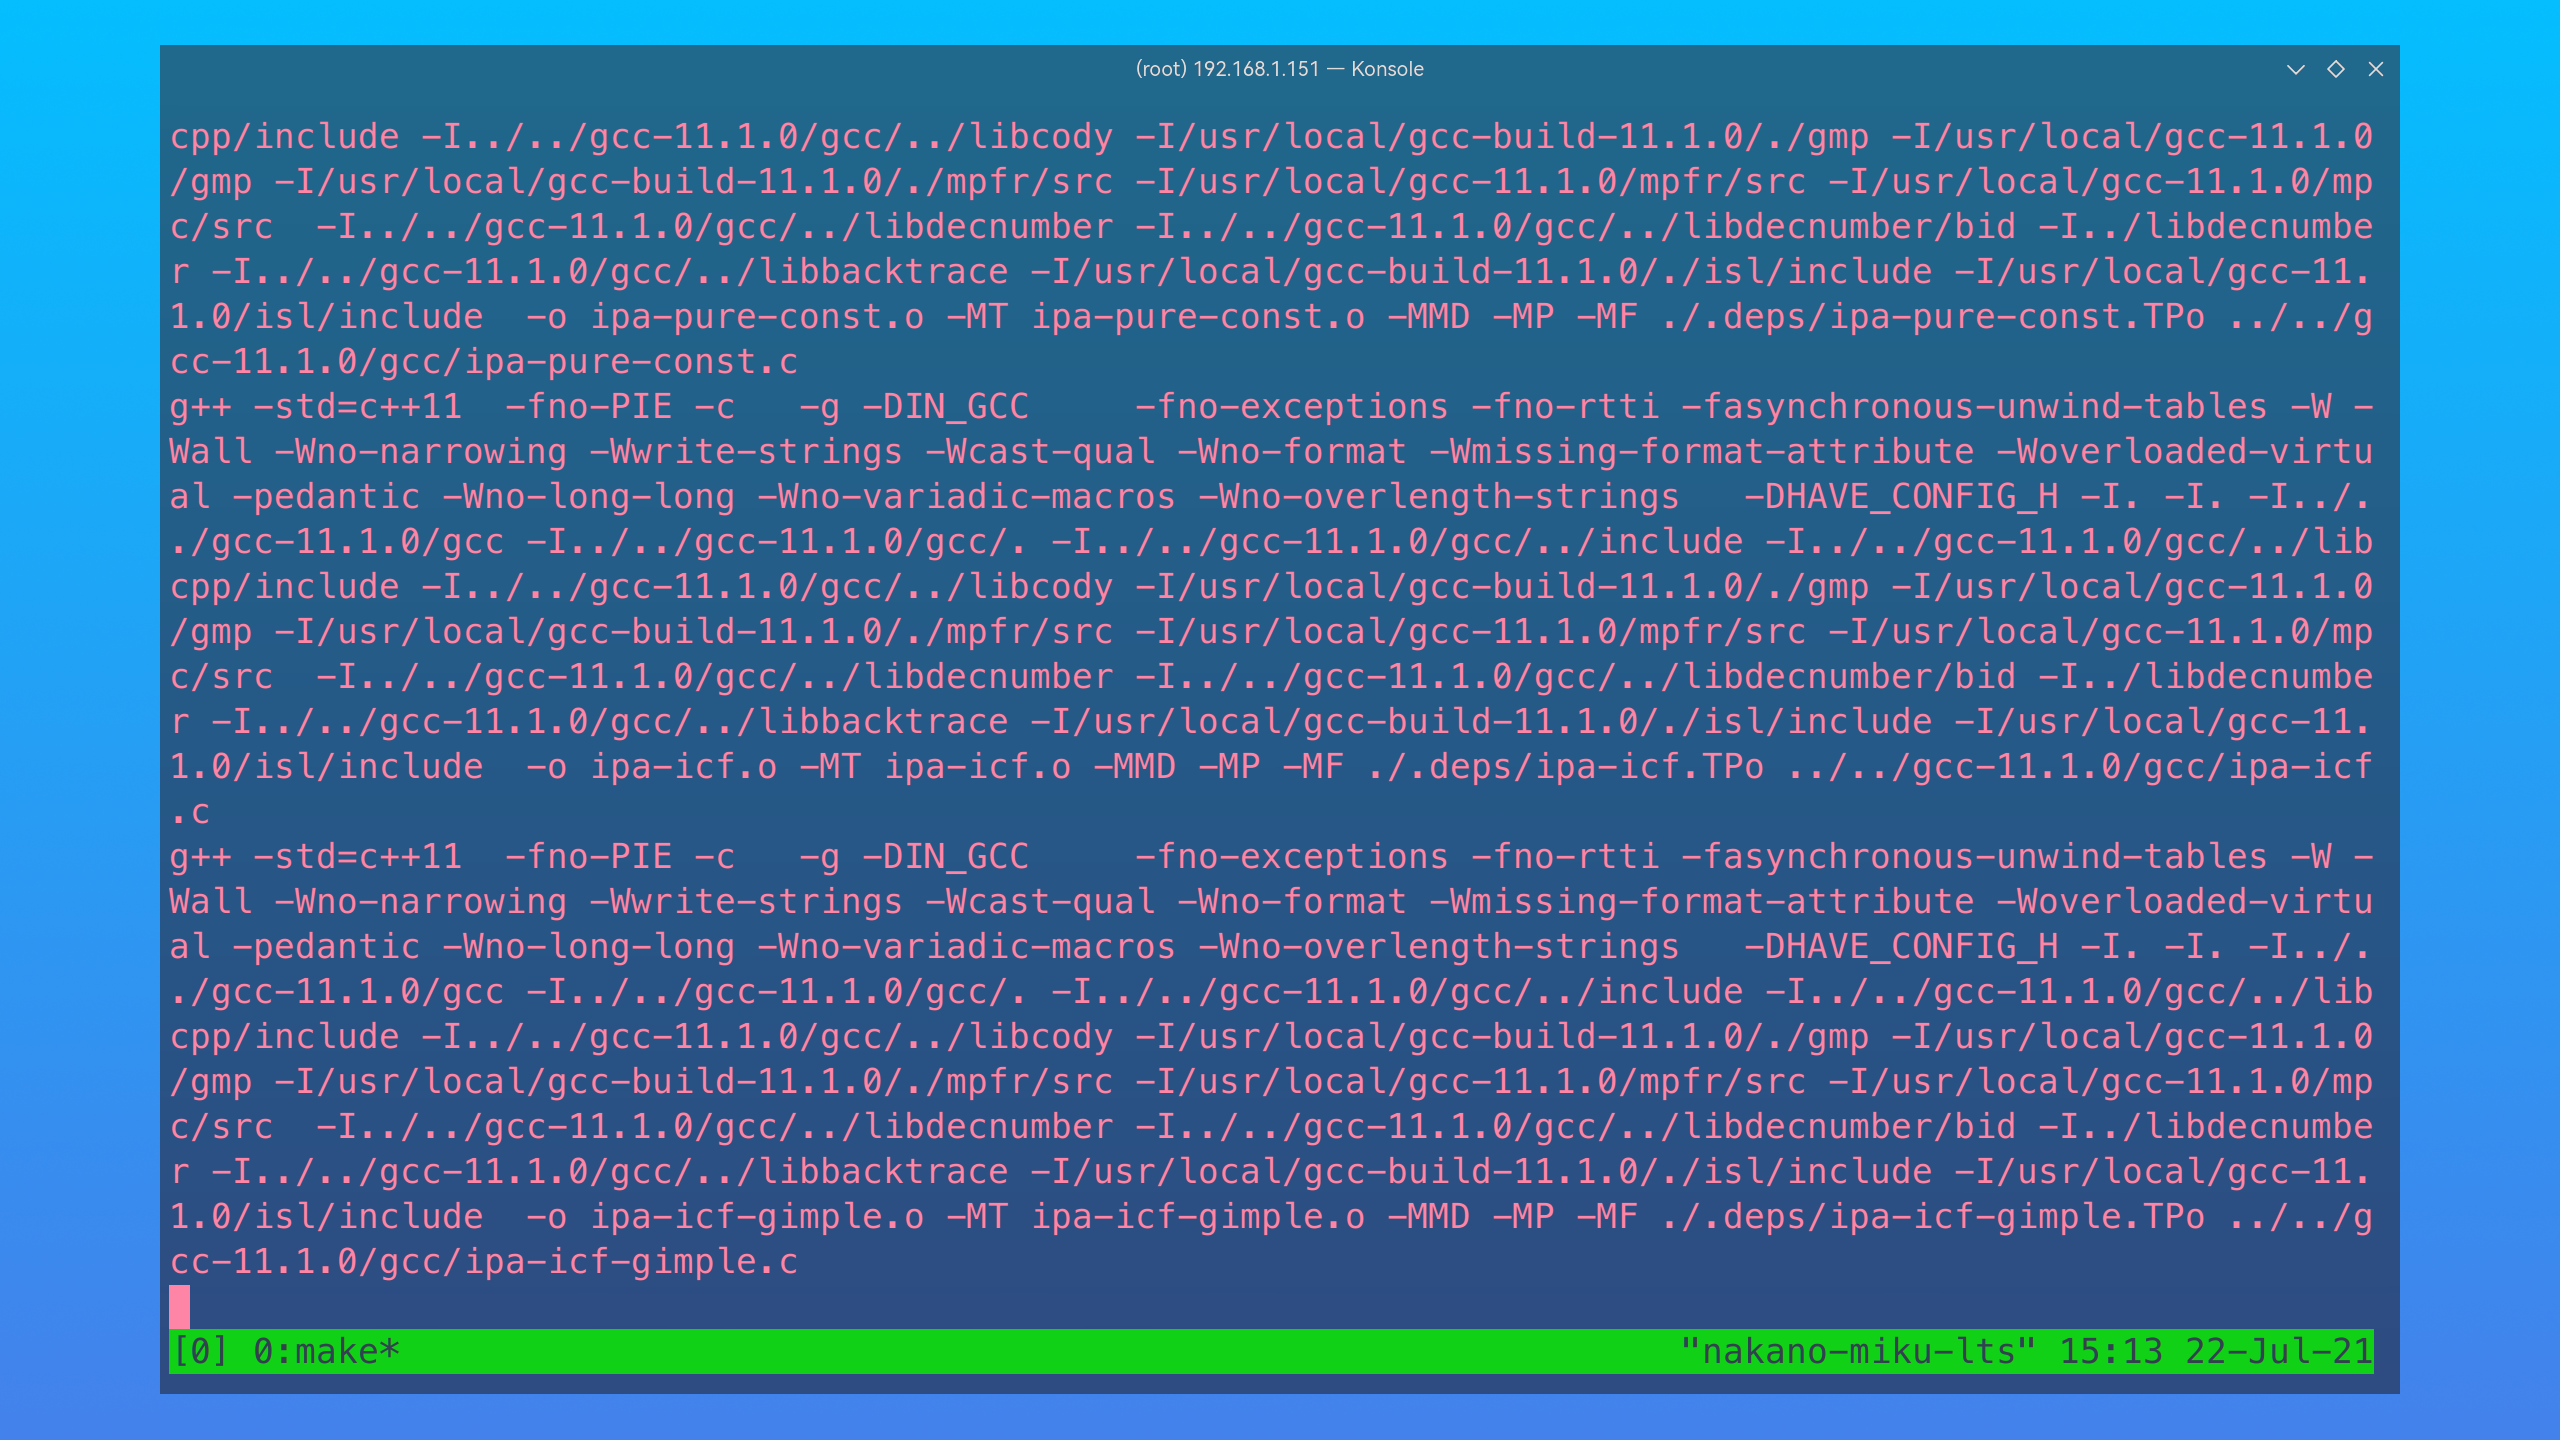 (root) 192.168.1.151 — Konsole
cpp/include -I../../gcc-11.1.0/gcc/../libcody -I/usr/local/gcc-build-11.1.0/./gmp -I/usr/local/gcc-11.1.0
/gmp -I/usr/local/gcc-build-11.1.0/./mpfr/src -I/usr/local/gcc-11.1.0/mpfr/src -I/usr/local/gcc-11.1.0/mp
c/src  -I../../gcc-11.1.0/gcc/../libdecnumber -I../../gcc-11.1.0/gcc/../libdecnumber/bid -I../libdecnumbe
r -I../../gcc-11.1.0/gcc/../libbacktrace -I/usr/local/gcc-build-11.1.0/./isl/include -I/usr/local/gcc-11.
1.0/isl/include  -o ipa-pure-const.o -MT ipa-pure-const.o -MMD -MP -MF ./.deps/ipa-pure-const.TPo ../../g
cc-11.1.0/gcc/ipa-pure-const.c
g++ -std=c++11  -fno-PIE -c   -g -DIN_GCC     -fno-exceptions -fno-rtti -fasynchronous-unwind-tables -W -
Wall -Wno-narrowing -Wwrite-strings -Wcast-qual -Wno-format -Wmissing-format-attribute -Woverloaded-virtu
al -pedantic -Wno-long-long -Wno-variadic-macros -Wno-overlength-strings   -DHAVE_CONFIG_H -I. -I. -I../.
./gcc-11.1.0/gcc -I../../gcc-11.1.0/gcc/. -I../../gcc-11.1.0/gcc/../include -I../../gcc-11.1.0/gcc/../lib
cpp/include -I../../gcc-11.1.0/gcc/../libcody -I/usr/local/gcc-build-11.1.0/./gmp -I/usr/local/gcc-11.1.0
/gmp -I/usr/local/gcc-build-11.1.0/./mpfr/src -I/usr/local/gcc-11.1.0/mpfr/src -I/usr/local/gcc-11.1.0/mp
c/src  -I../../gcc-11.1.0/gcc/../libdecnumber -I../../gcc-11.1.0/gcc/../libdecnumber/bid -I../libdecnumbe
r -I../../gcc-11.1.0/gcc/../libbacktrace -I/usr/local/gcc-build-11.1.0/./isl/include -I/usr/local/gcc-11.
1.0/isl/include  -o ipa-icf.o -MT ipa-icf.o -MMD -MP -MF ./.deps/ipa-icf.TPo ../../gcc-11.1.0/gcc/ipa-icf
.c
g++ -std=c++11  -fno-PIE -c   -g -DIN_GCC     -fno-exceptions -fno-rtti -fasynchronous-unwind-tables -W -
Wall -Wno-narrowing -Wwrite-strings -Wcast-qual -Wno-format -Wmissing-format-attribute -Woverloaded-virtu
al -pedantic -Wno-long-long -Wno-variadic-macros -Wno-overlength-strings   -DHAVE_CONFIG_H -I. -I. -I../.
./gcc-11.1.0/gcc -I../../gcc-11.1.0/gcc/. -I../../gcc-11.1.0/gcc/../include -I../../gcc-11.1.0/gcc/../lib
cpp/include -I../../gcc-11.1.0/gcc/../libcody -I/usr/local/gcc-build-11.1.0/./gmp -I/usr/local/gcc-11.1.0
/gmp -I/usr/local/gcc-build-11.1.0/./mpfr/src -I/usr/local/gcc-11.1.0/mpfr/src -I/usr/local/gcc-11.1.0/mp
c/src  -I../../gcc-11.1.0/gcc/../libdecnumber -I../../gcc-11.1.0/gcc/../libdecnumber/bid -I../libdecnumbe
r -I../../gcc-11.1.0/gcc/../libbacktrace -I/usr/local/gcc-build-11.1.0/./isl/include -I/usr/local/gcc-11.
1.0/isl/include  -o ipa-icf-gimple.o -MT ipa-icf-gimple.o -MMD -MP -MF ./.deps/ipa-icf-gimple.TPo ../../g
cc-11.1.0/gcc/ipa-icf-gimple.c
[0] 0:make* "nakano-miku-lts" 15:13 22-Jul-21